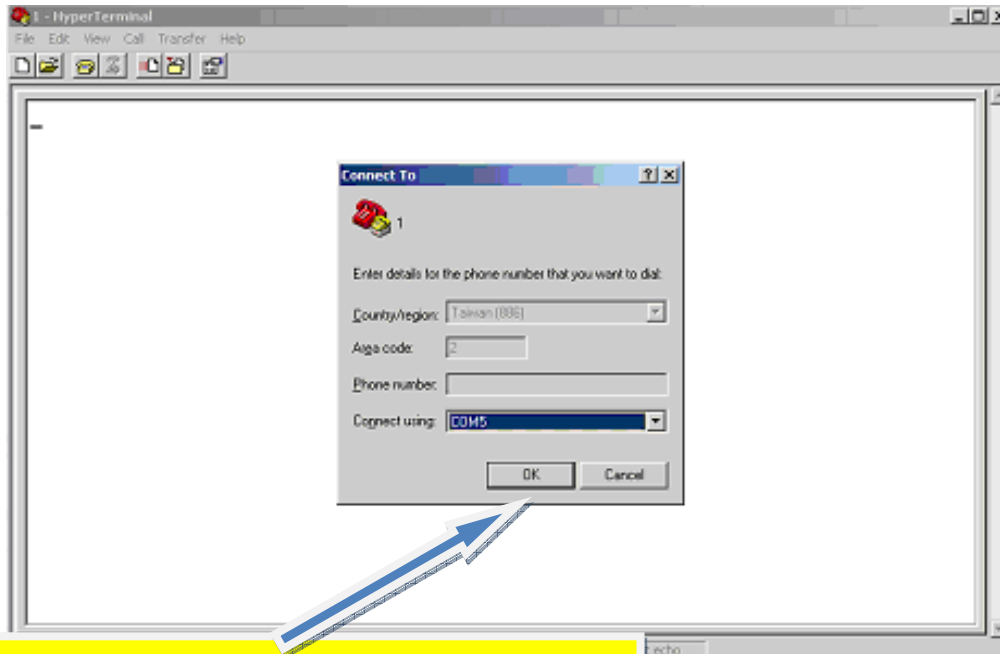 1 - HyperTerminal
File Edit View Call Transfer Help
Connect To
1
Enter details for the phone number that you want to dial:
Country/region: Taiwan (886)
Area code: 2
Phone number:
Connect using: COM5
OK Cancel
echo